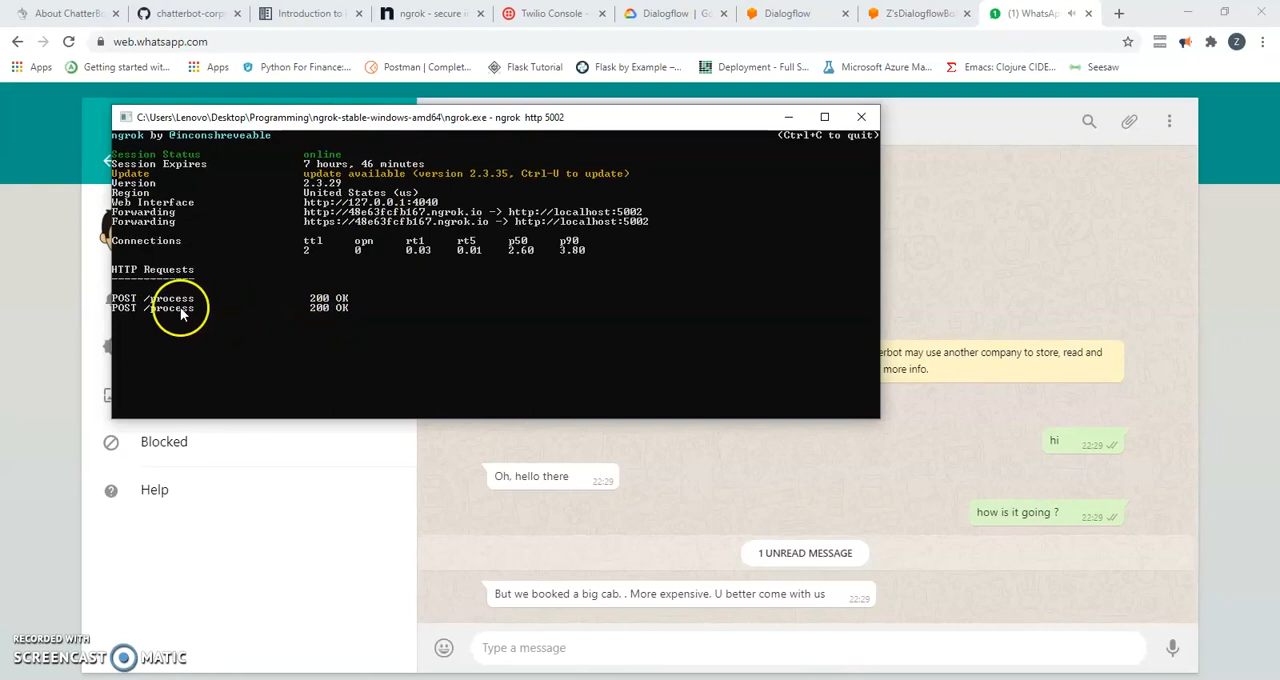 About ChatterBo
chatterbot-corp
Introduction to
ngrok - secure in
Twilio Console -
Dialogflow | Go
Dialogflow
Z'sDialogflowBo
(1) WhatsAp
web.whatsapp.com
Z
Apps
Getting started wit...
Apps
Python For Finance:...
Postman | Complet...
Flask Tutorial
Flask by Example –...
Deployment - Full S...
Microsoft Azure Ma...
Emacs: Clojure CIDE...
Seesaw
C:\Users\Lenovo\Desktop\Programming\ngrok-stable-windows-amd64\ngrok.exe - ngrok http 5002
ngrok by @inconshreveable (Ctrl+C to quit)
Session Status online
Session Expires 7 hours, 46 minutes
Update update available (version 2.3.35, Ctrl-U to update)
Version 2.3.29
Region United States (us)
Web Interface http://127.0.0.1:4040
Forwarding http://48e63fcfb167.ngrok.io -> http://localhost:5002
Forwarding https://48e63fcfb167.ngrok.io -> http://localhost:5002
Connections ttl opn rt1 rt5 p50 p90
2 0 0.03 0.01 2.60 3.80
HTTP Requests
-------------
POST /process 200 OK
POST /process 200 OK
erbot may use another company to store, read and
more info.
Blocked
Help
hi
22:29
Oh, hello there
22:29
how is it going ?
22:29
1 UNREAD MESSAGE
But we booked a big cab. . More expensive. U better come with us
22:29
Type a message
RECORDED WITH
SCREENCAST MATIC